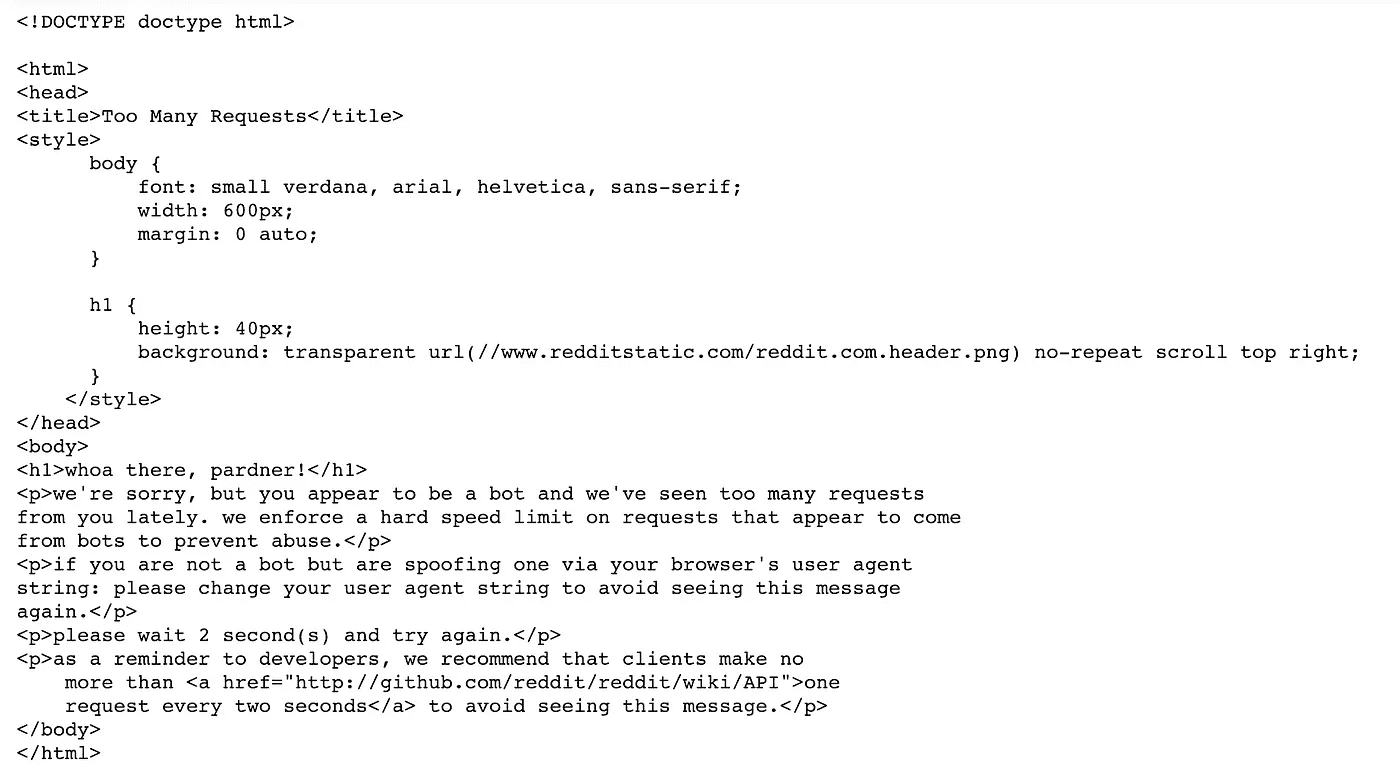 <!DOCTYPE doctype html>
<html>
<head>
<title>Too Many Requests</title>
<style>
body {
font: small verdana, arial, helvetica, sans-serif;
width: 600px;
margin: 0 auto;
}
h1 {
height: 40px;
background: transparent url(//www.redditstatic.com/reddit.com.header.png) no-repeat scroll top right;
}
</style>
</head>
<body>
<h1>whoa there, pardner!</h1>
<p>we're sorry, but you appear to be a bot and we've seen too many requests
from you lately. we enforce a hard speed limit on requests that appear to come
from bots to prevent abuse.</p>
<p>if you are not a bot but are spoofing one via your browser's user agent
string: please change your user agent string to avoid seeing this message
again.</p>
<p>please wait 2 second(s) and try again.</p>
<p>as a reminder to developers, we recommend that clients make no
more than <a href="http://github.com/reddit/reddit/wiki/API">one
request every two seconds</a> to avoid seeing this message.</p>
</body>
</html>